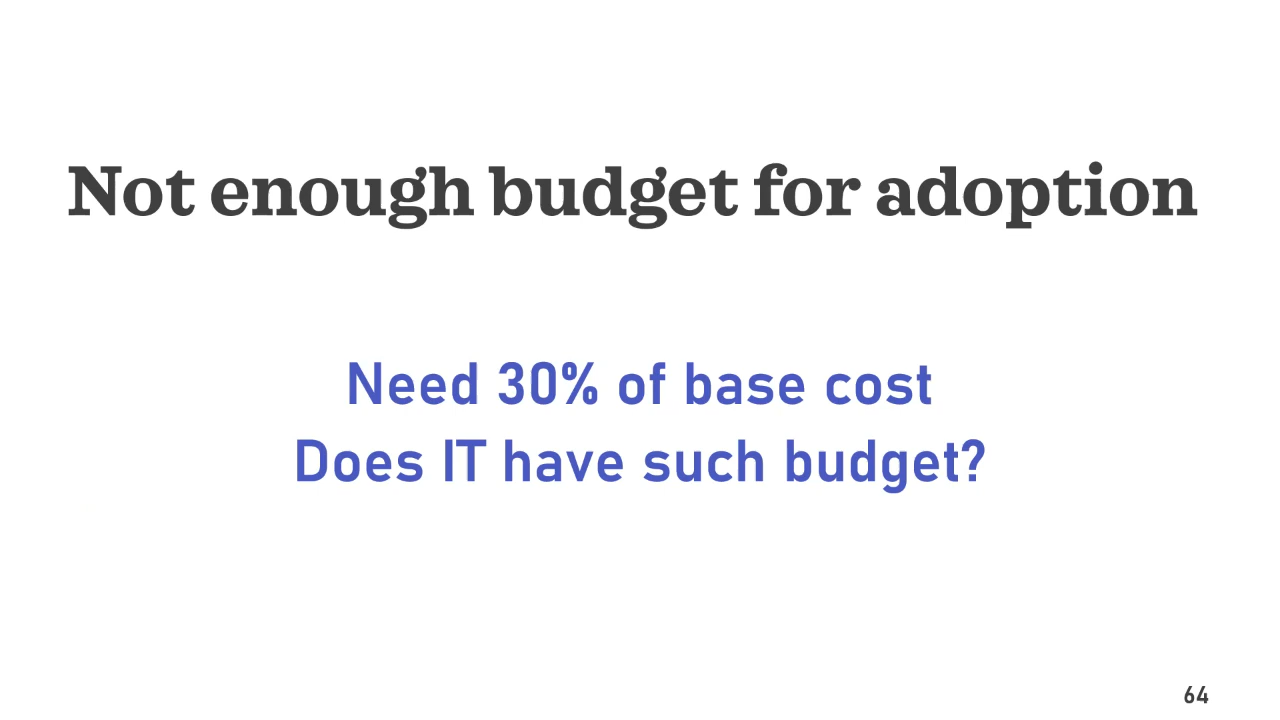 Not enough budget for adoption
Need 30% of base cost
Does IT have such budget?
64